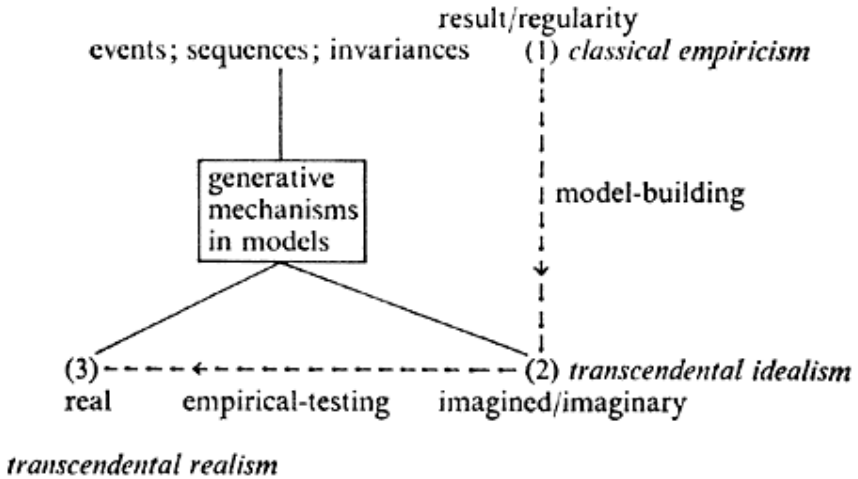 result/regularity
events; sequences; invariances (1) classical empiricism
generative
mechanisms
in models
model-building
(3) (2) transcendental idealism
real empirical-testing imagined/imaginary
transcendental realism